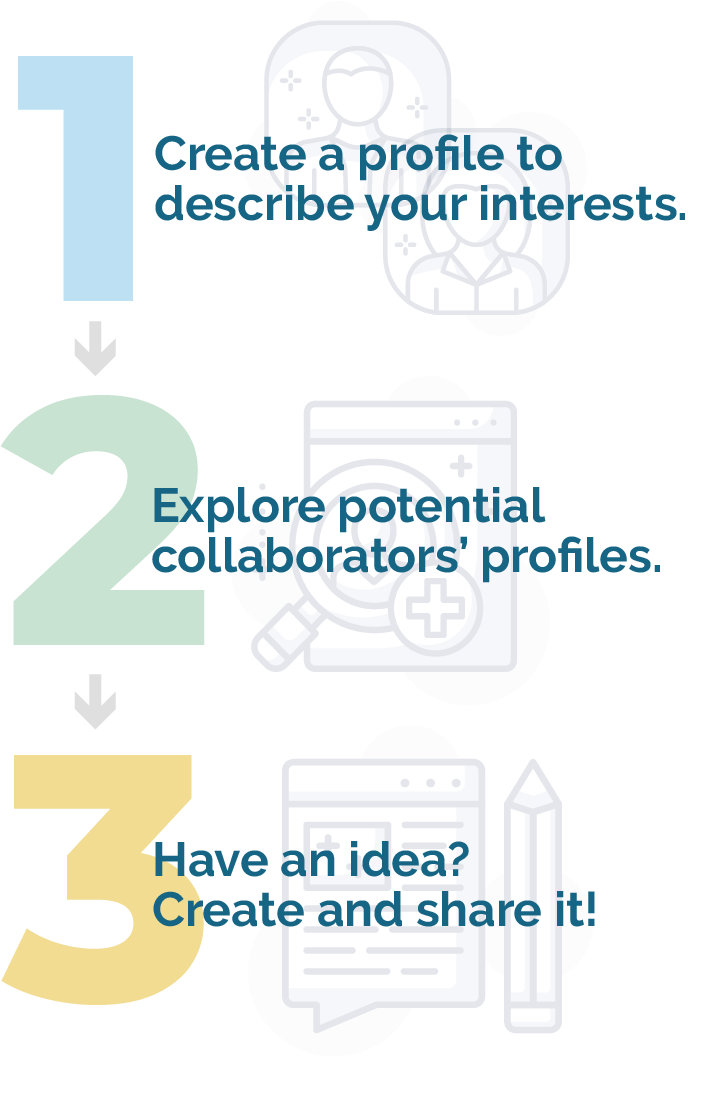 1
Create a profile to
describe your interests.
2
Explore potential
collaborators’ profiles.
3
Have an idea?
Create and share it!